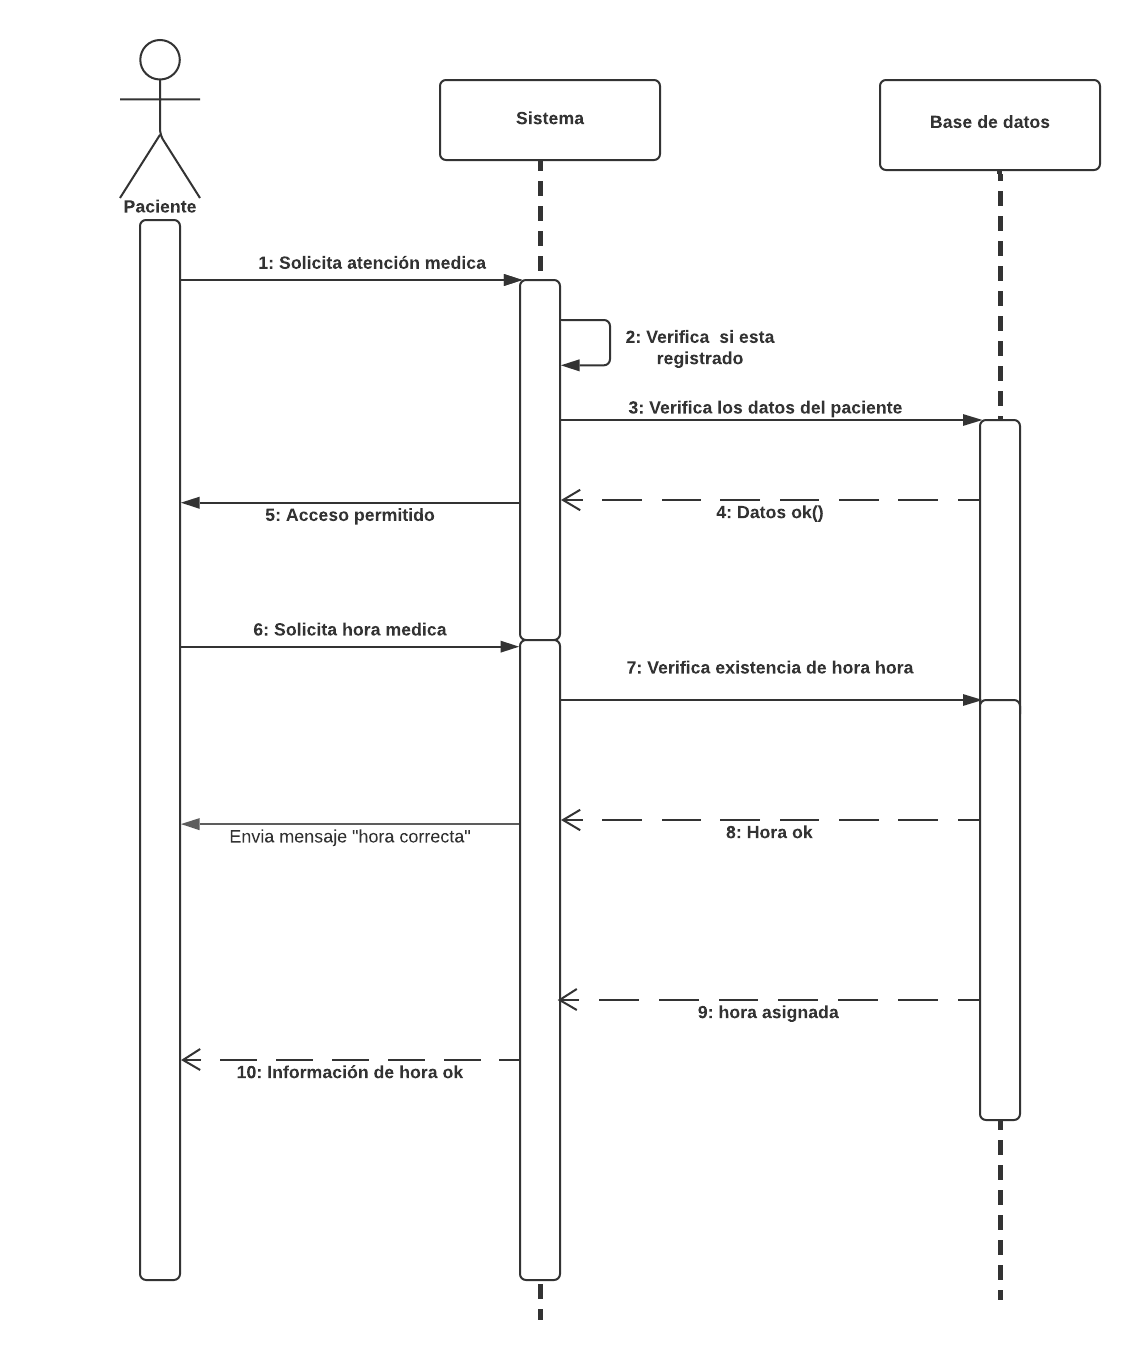 Sistema
Base de datos
Paciente
1: Solicita atención medica
2: Verifica  si esta
registrado
3: Verifica los datos del paciente
4: Datos ok()
5: Acceso permitido
6: Solicita hora medica
7: Verifica existencia de hora hora
8: Hora ok
Envia mensaje "hora correcta"
9: hora asignada
10: Información de hora ok